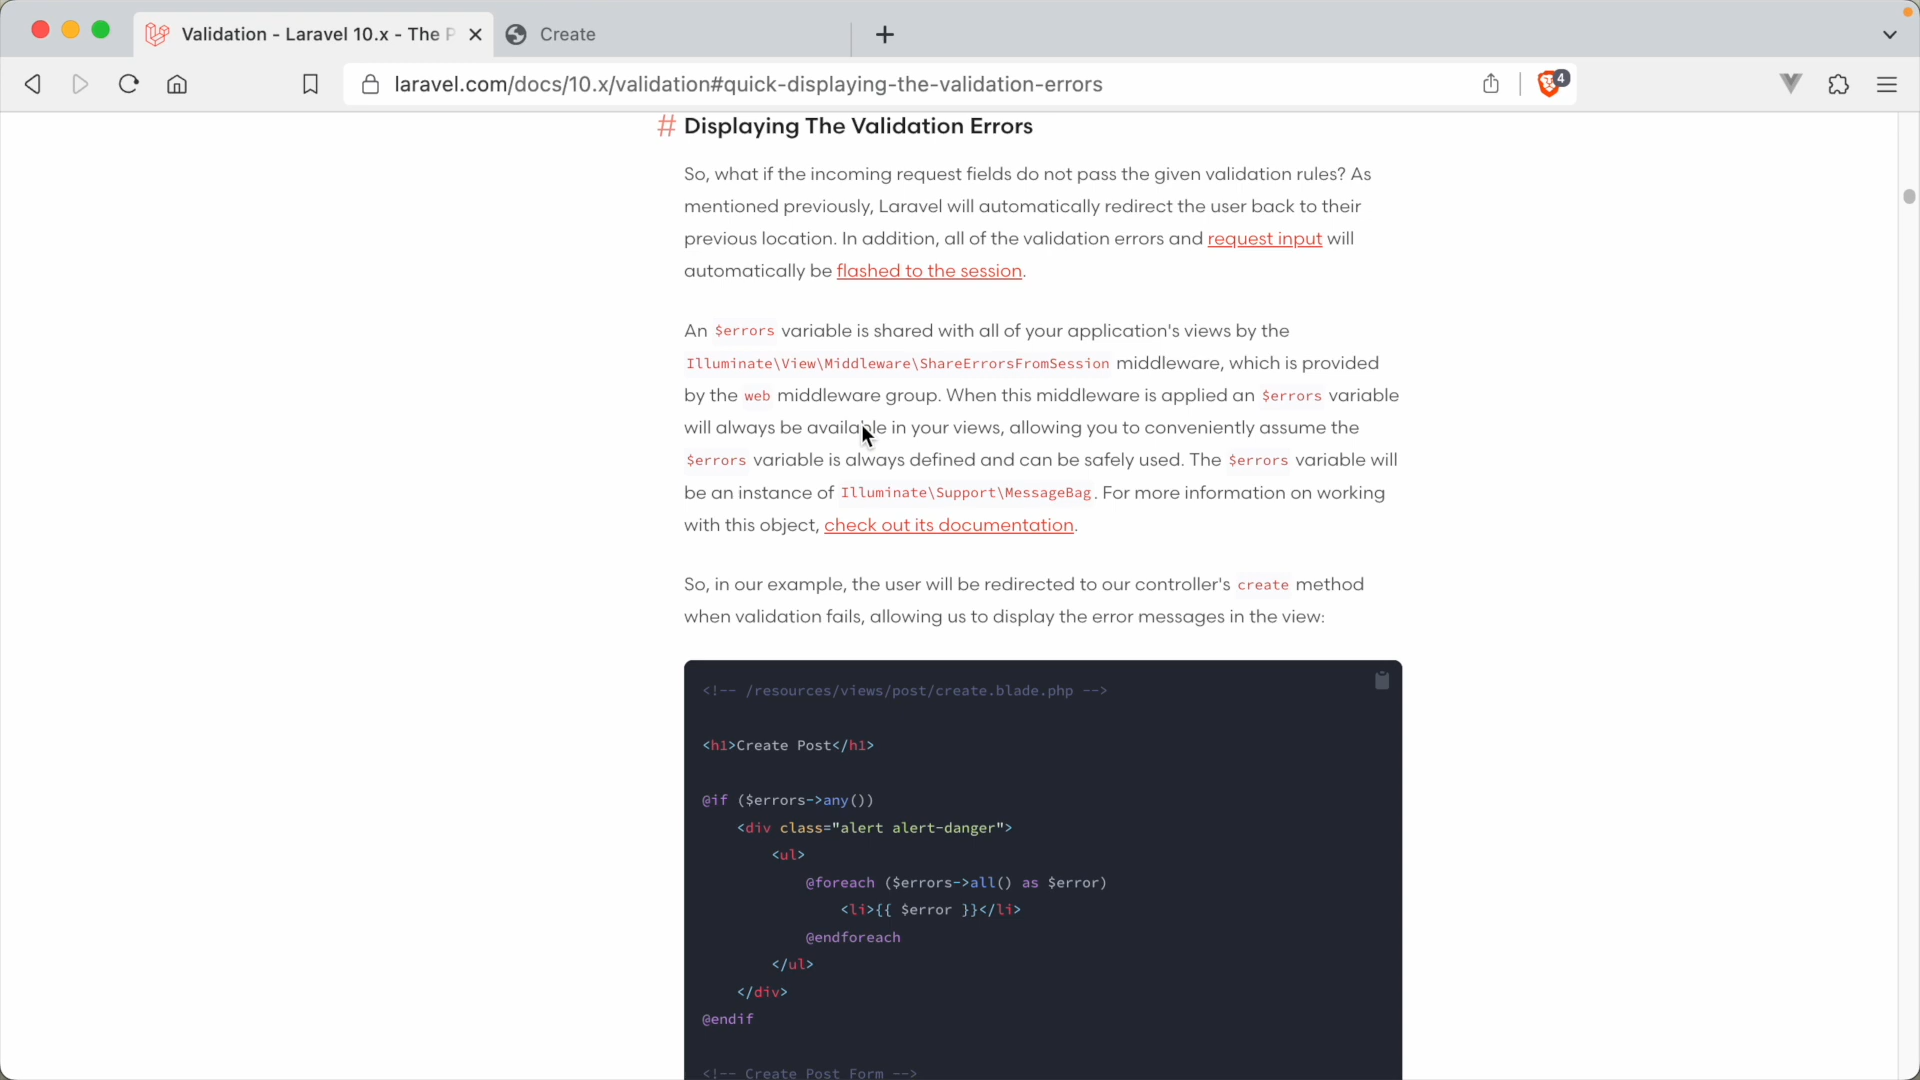 Validation - Laravel 10.x - The P
Create
laravel.com/docs/10.x/validation#quick-displaying-the-validation-errors
4
# Displaying The Validation Errors
So, what if the incoming request fields do not pass the given validation rules? As
mentioned previously, Laravel will automatically redirect the user back to their
previous location. In addition, all of the validation errors and request input will
automatically be flashed to the session.
An $errors variable is shared with all of your application's views by the
Illuminate\View\Middleware\ShareErrorsFromSession middleware, which is provided
by the web middleware group. When this middleware is applied an $errors variable
will always be available in your views, allowing you to conveniently assume the
$errors variable is always defined and can be safely used. The $errors variable will
be an instance of Illuminate\Support\MessageBag. For more information on working
with this object, check out its documentation.
So, in our example, the user will be redirected to our controller's create method
when validation fails, allowing us to display the error messages in the view:
<!-- /resources/views/post/create.blade.php -->
<h1>Create Post</h1>
@if ($errors->any())
<div class="alert alert-danger">
<ul>
@foreach ($errors->all() as $error)
<li>{{ $error }}</li>
@endforeach
</ul>
</div>
@endif
<!-- Create Post Form -->